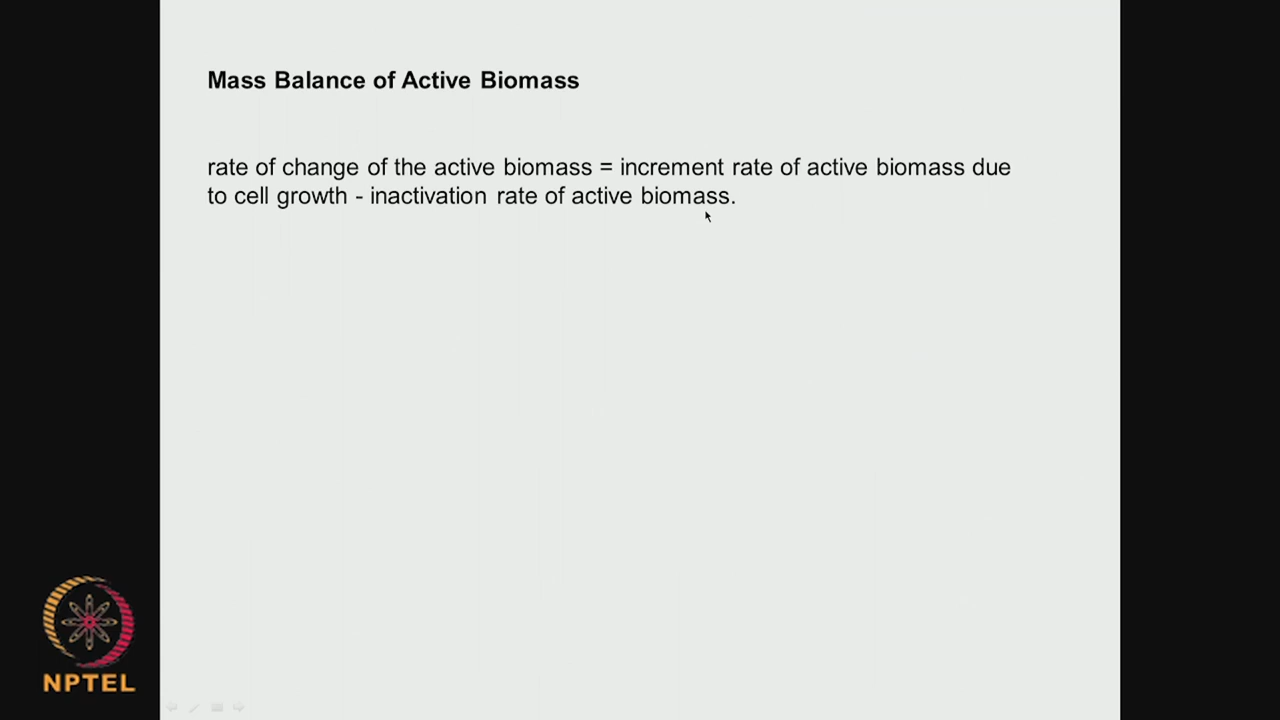 Mass Balance of Active Biomass
rate of change of the active biomass = increment rate of active biomass due
to cell growth - inactivation rate of active biomass.
NPTEL